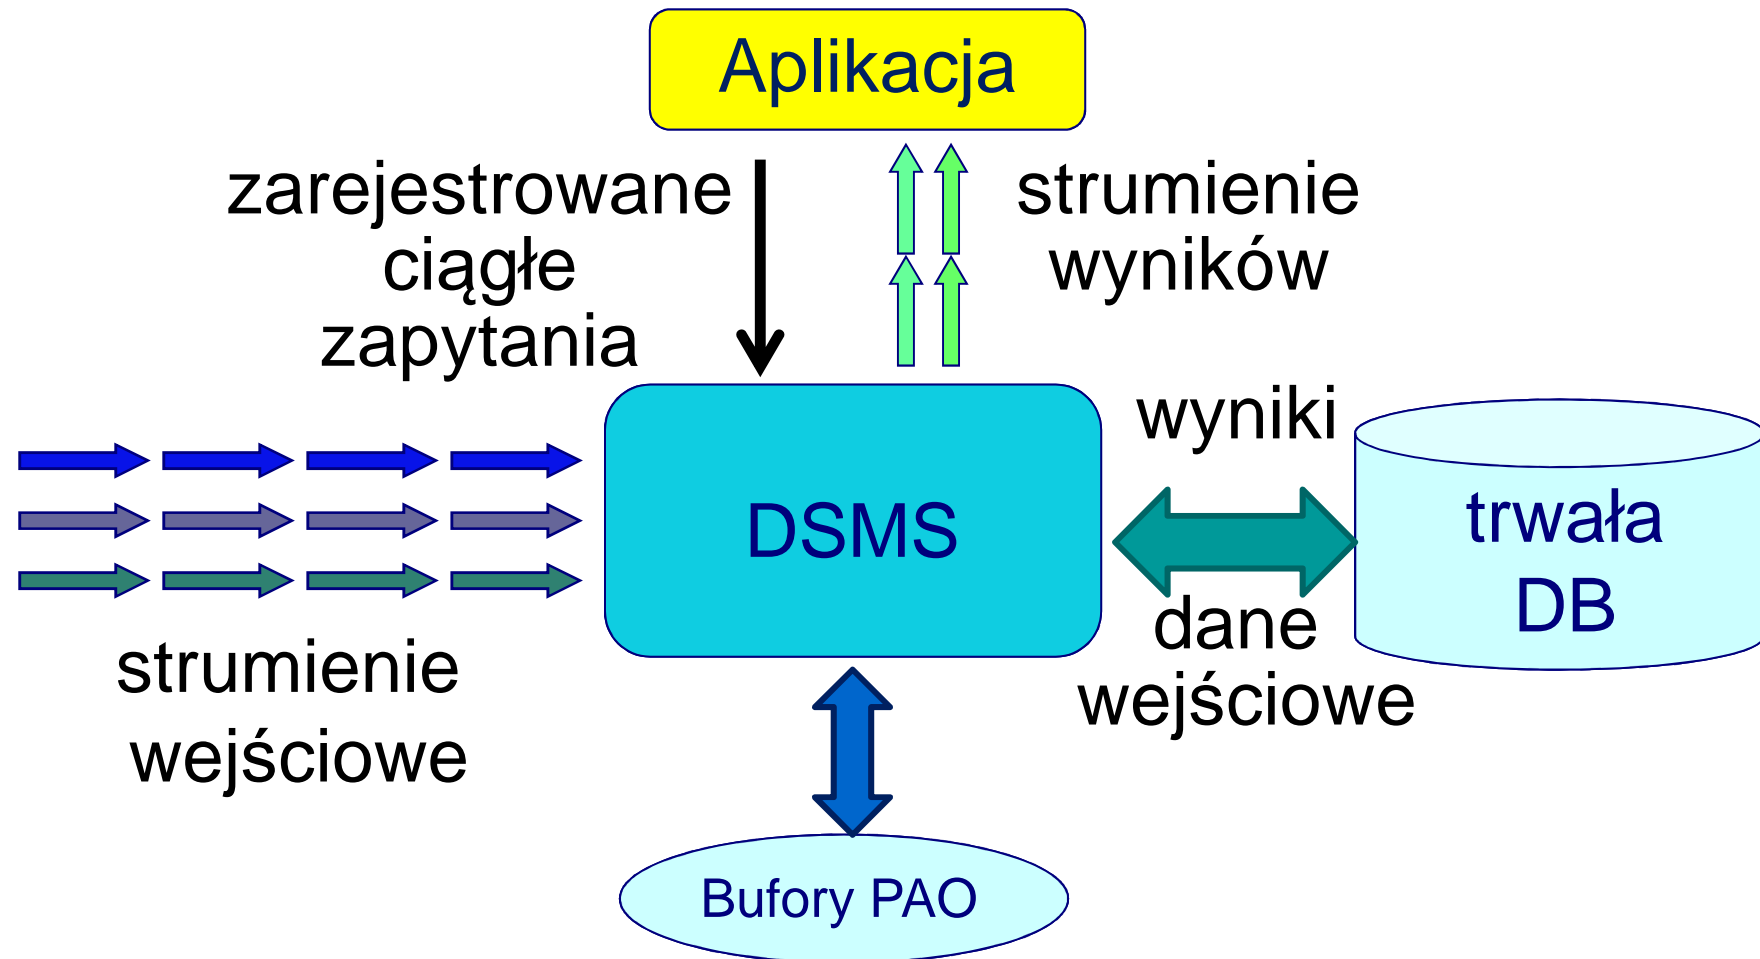 Aplikacja
zarejestrowane
ciągłe
zapytania
strumienie
wyników
strumienie
wejściowe
DSMS
wyniki
dane
wejściowe
trwała
DB
Bufory PAO